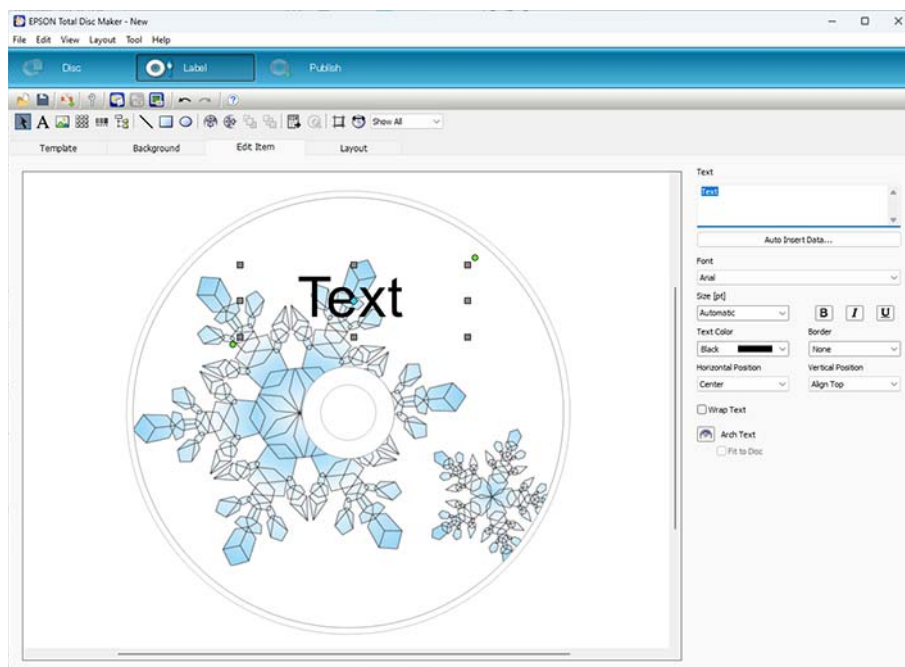 EPSON Total Disc Maker - New
File Edit View Layout Tool Help
Disc Label Publish
Show All
Template Background Edit Item Layout
Text
Text
Auto Insert Data...
Font
Arial
Size [pt]
Automatic B I U
Text Color Border
Black None
Horizontal Position Vertical Position
Center Align Top
Wrap Text
Arch Text
Fit to Disc
Text